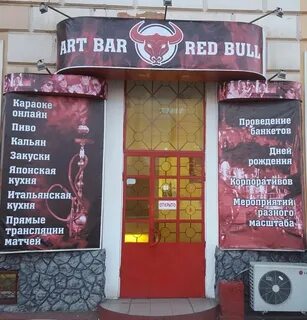 ART BAR RED BULL
Караоке
онлайн
Пиво
Кальян
Закуски
Японская
кухня
Итальянская
кухня
Прямые
трансляции
матчей
ОТКРЫТО
Проведение
банкетов
Дней
рождения
Корпоративов
Мероприятий
разного
масштаба